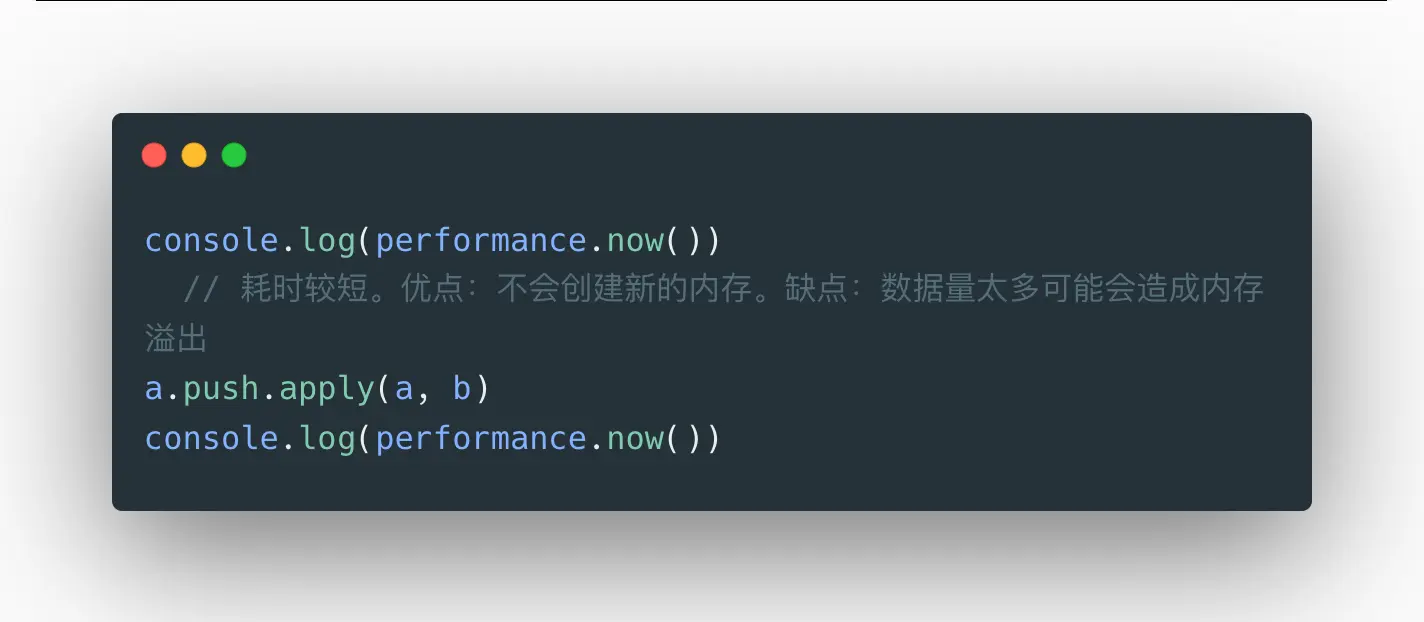 console.log(performance.now())
  // 耗时较短。优点：不会创建新的内存。缺点：数据量太多可能会造成内存
溢出
a.push.apply(a, b)
console.log(performance.now())